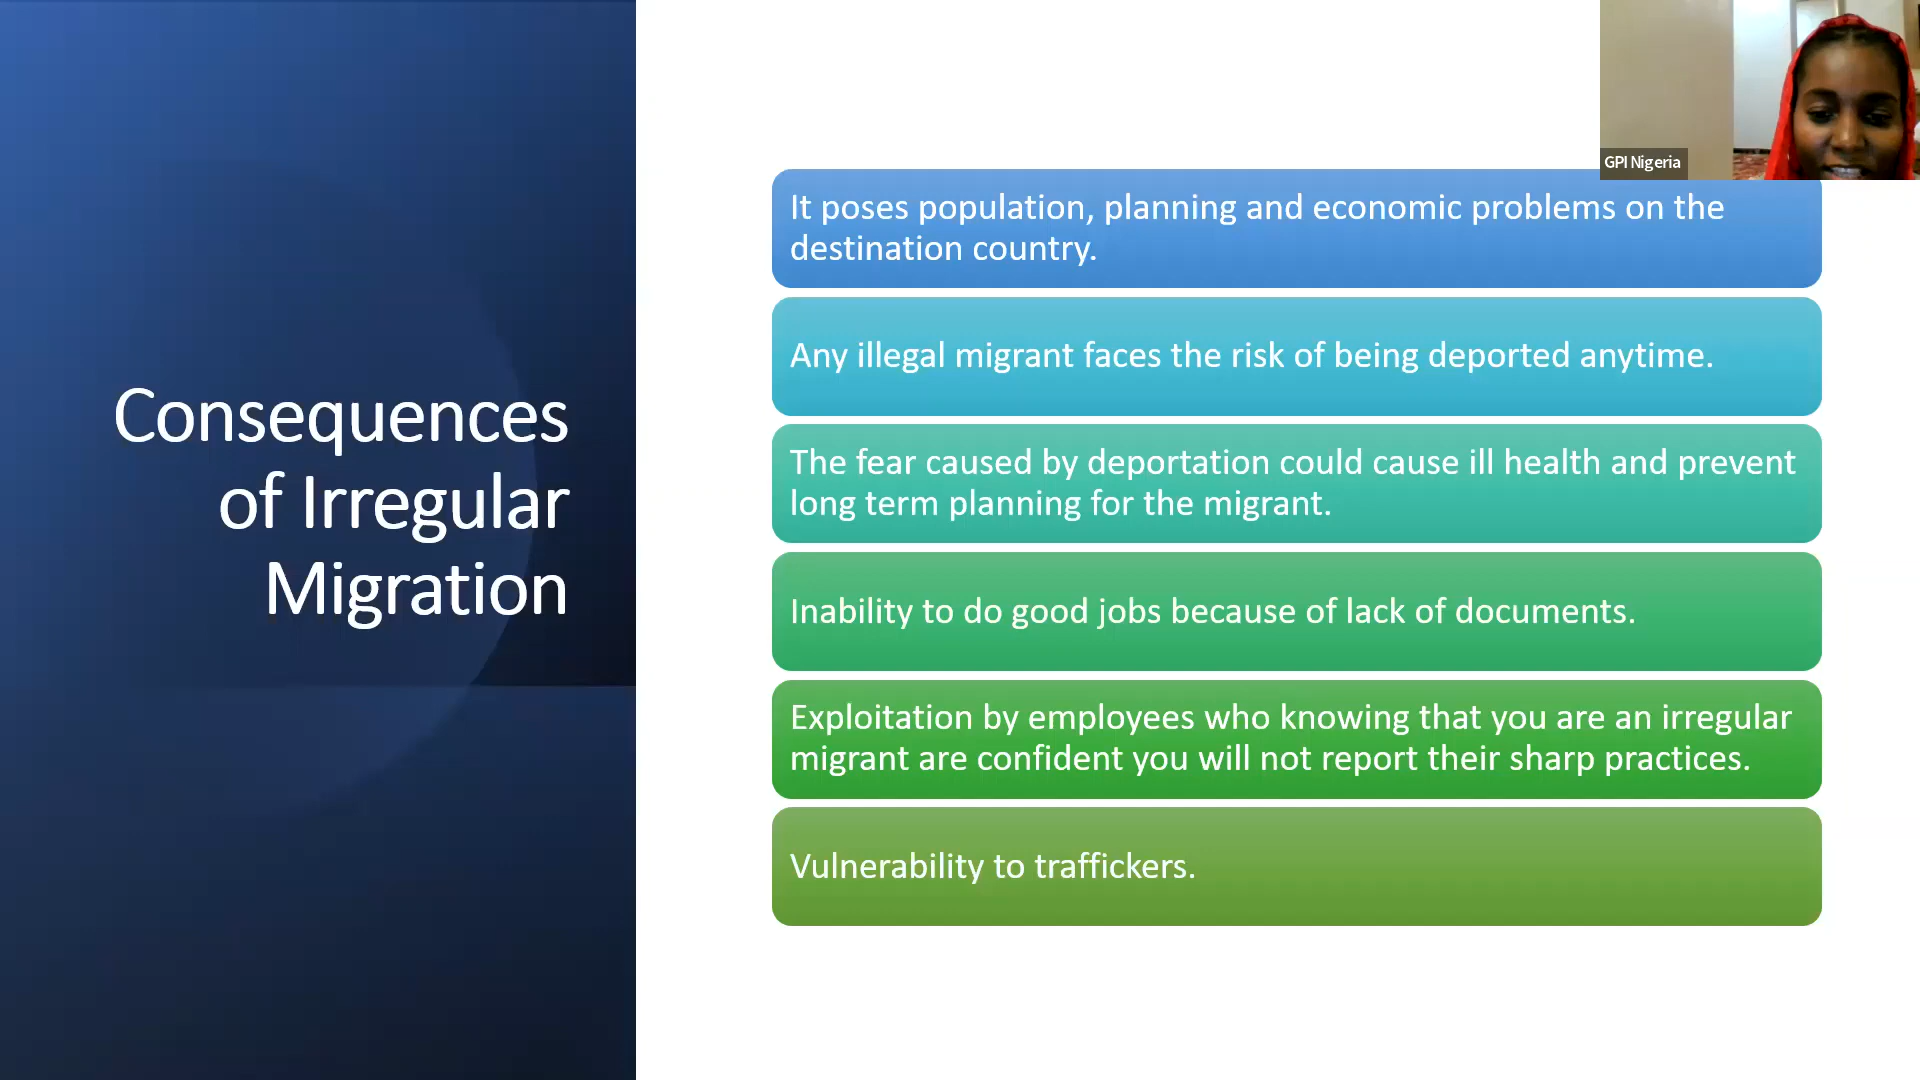 Consequences
of Irregular
Migration
GPI Nigeria
It poses population, planning and economic problems on the
destination country.
Any illegal migrant faces the risk of being deported anytime.
The fear caused by deportation could cause ill health and prevent
long term planning for the migrant.
Inability to do good jobs because of lack of documents.
Exploitation by employees who knowing that you are an irregular
migrant are confident you will not report their sharp practices.
Vulnerability to traffickers.